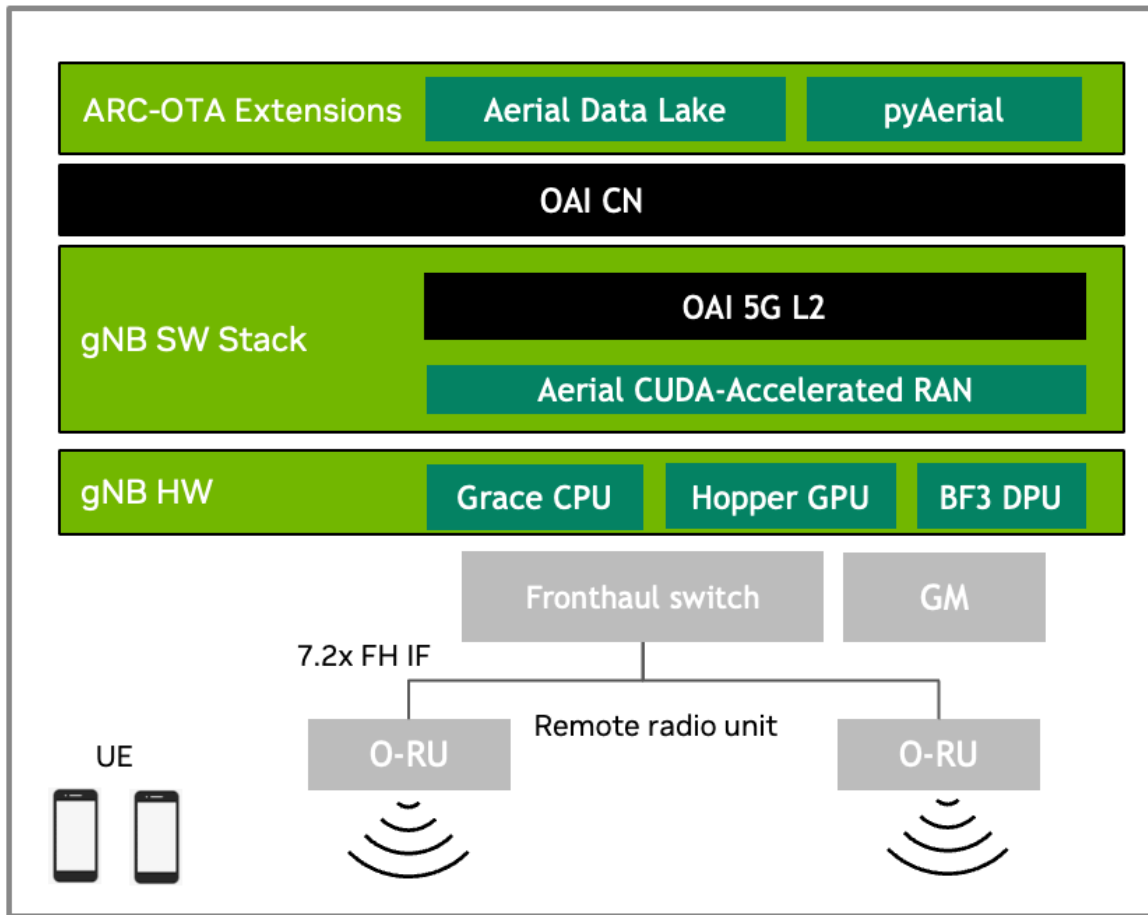 ARC-OTA Extensions
Aerial Data Lake
pyAerial
OAI CN
gNB SW Stack
OAI 5G L2
Aerial CUDA-Accelerated RAN
gNB HW
Grace CPU
Hopper GPU
BF3 DPU
Fronthaul switch
GM
7.2x FH IF
Remote radio unit
O-RU
O-RU
UE